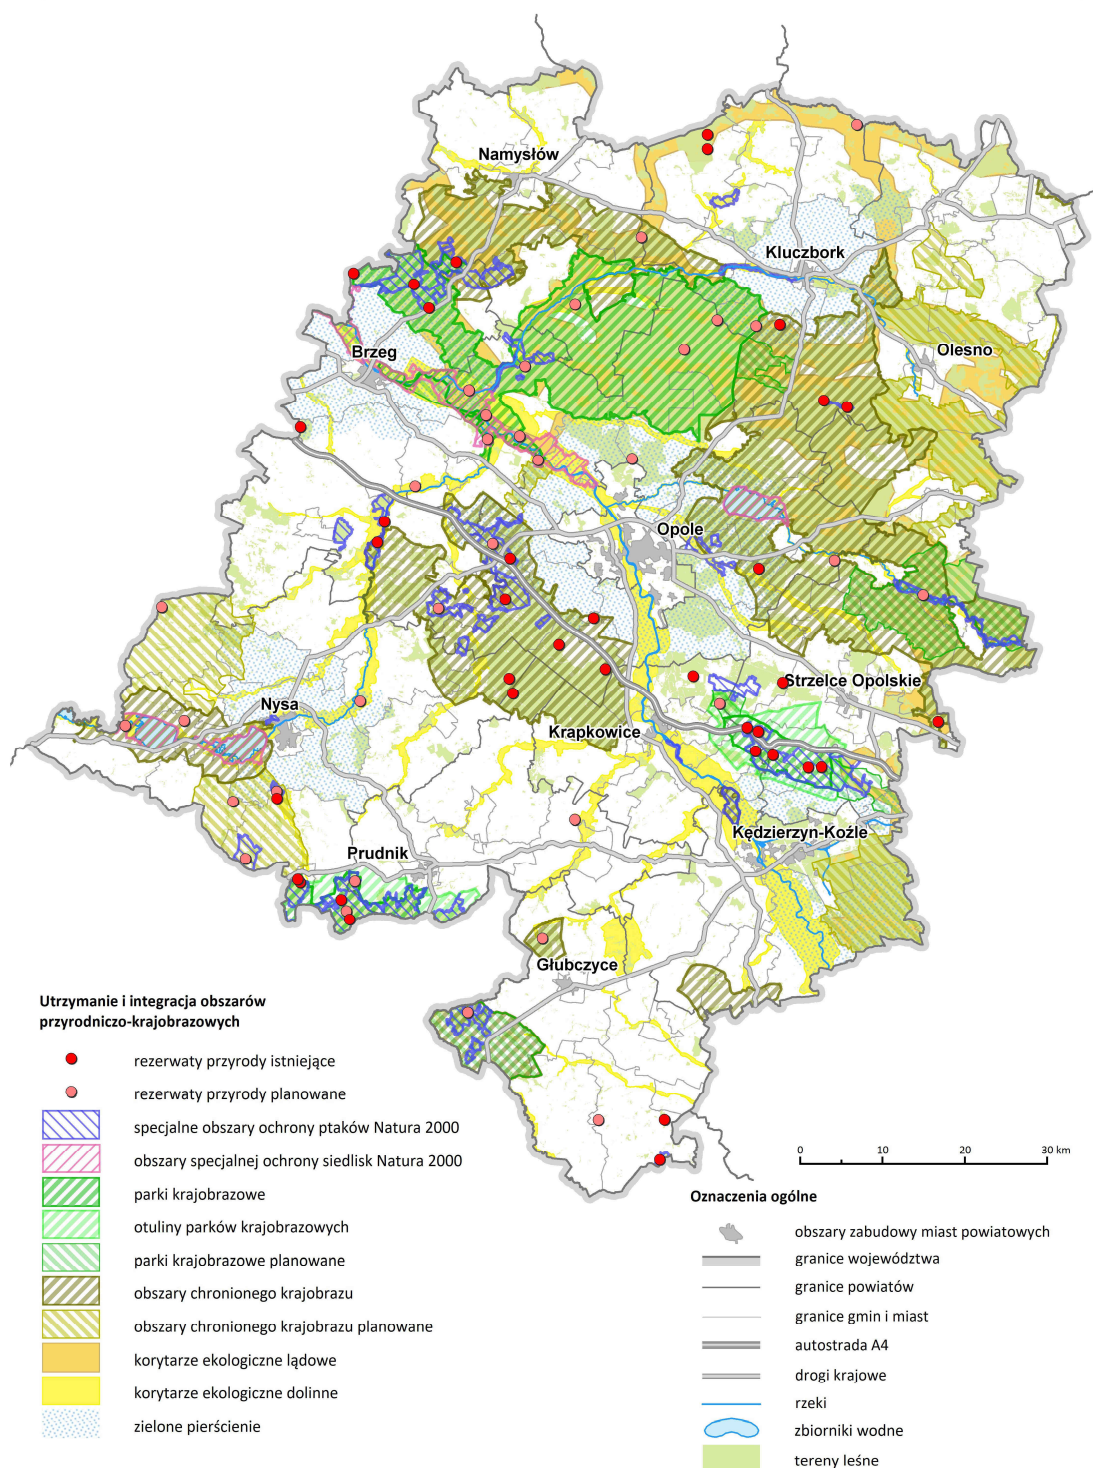 Namysłów
Kluczbork
Brzeg
Olesno
Opole
Strzelce Opolskie
Nysa
Krapkowice
Kędzierzyn-Koźle
Prudnik
Głubczyce
Utrzymanie i integracja obszarów
przyrodniczo-krajobrazowych
rezerwaty przyrody istniejące
rezerwaty przyrody planowane
specjalne obszary ochrony ptaków Natura 2000
obszary specjalnej ochrony siedlisk Natura 2000
parki krajobrazowe
otuliny parków krajobrazowych
parki krajobrazowe planowane
obszary chronionego krajobrazu
obszary chronionego krajobrazu planowane
korytarze ekologiczne lądowe
korytarze ekologiczne dolinne
zielone pierścienie
0 10 20 30 km
Oznaczenia ogólne
obszary zabudowy miast powiatowych
granice województwa
granice powiatów
granice gmin i miast
autostrada A4
drogi krajowe
rzeki
zbiorniki wodne
tereny leśne